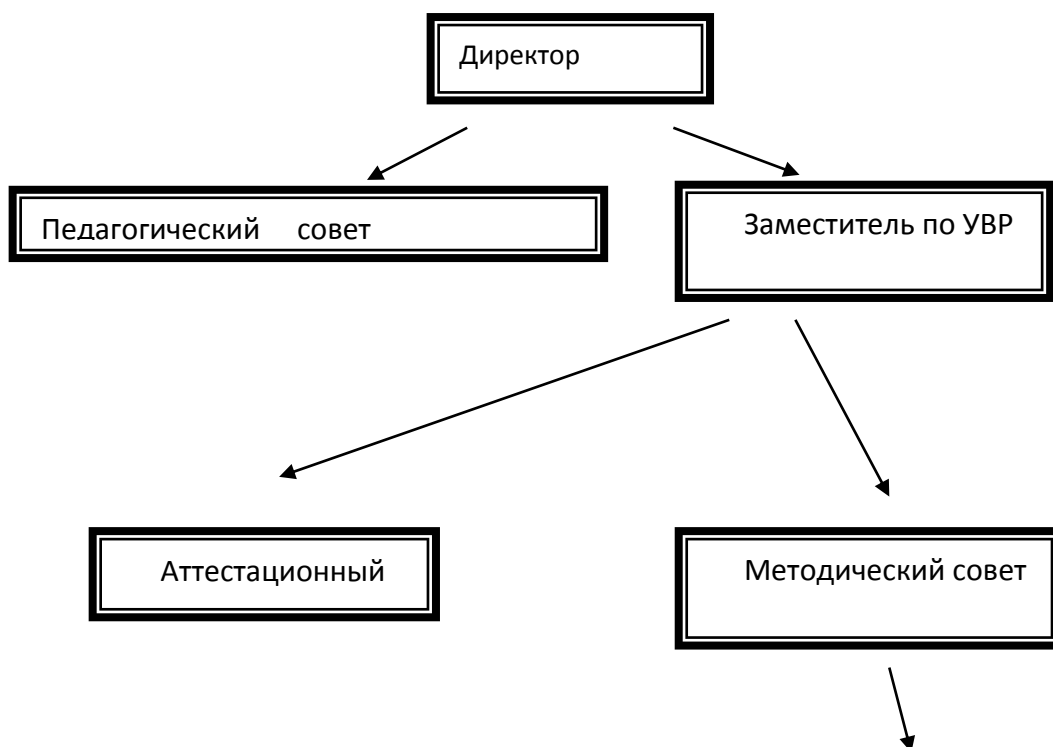 Директор
Педагогический совет
Заместитель по УВР
Аттестационный
Методический совет